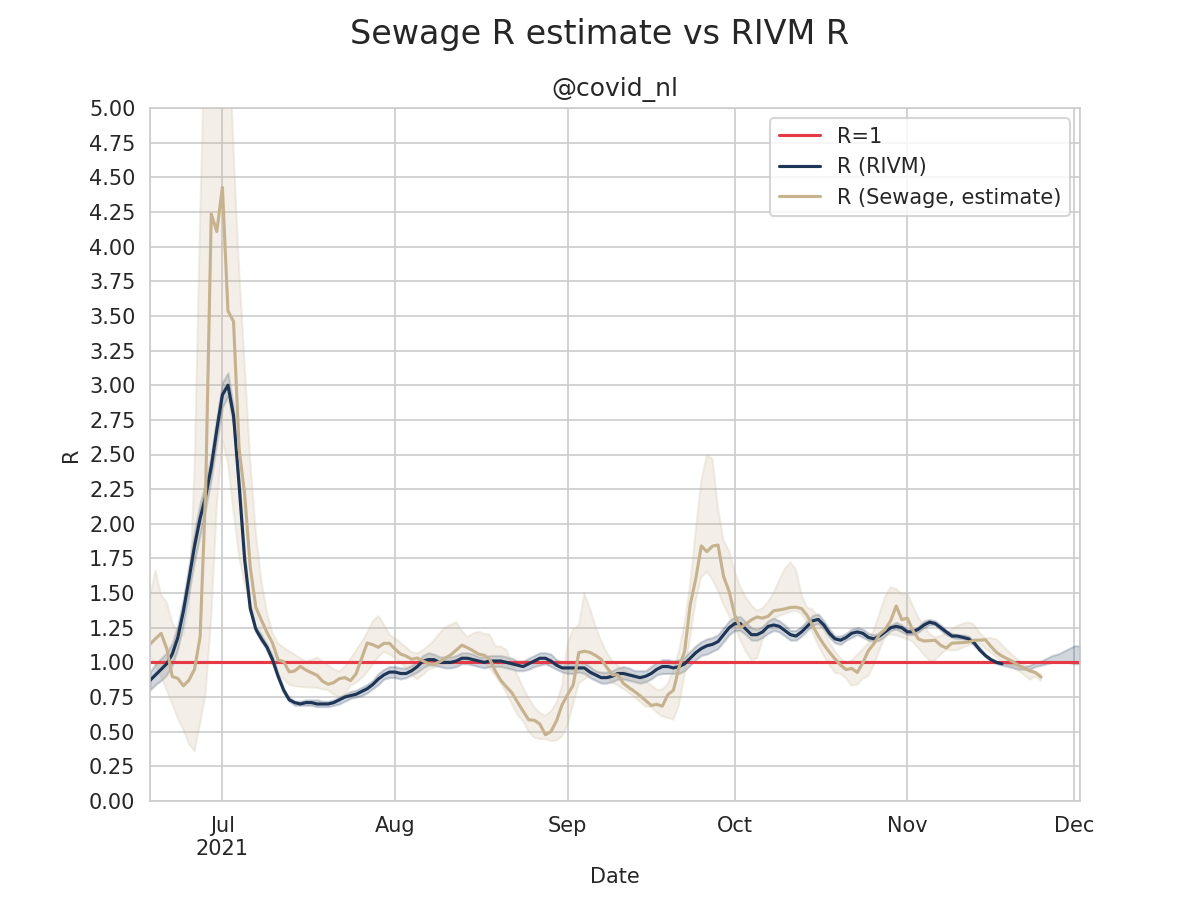 Sewage R estimate vs RIVM R
@covid_nl
R=1
R (RIVM)
R (Sewage, estimate)
5.00
4.75
4.50
4.25
4.00
3.75
3.50
3.25
3.00
2.75
2.50
2.25
2.00
1.75
1.50
1.25
1.00
0.75
0.50
0.25
0.00
R
Jul
2021
Aug
Sep
Oct
Nov
Dec
Date